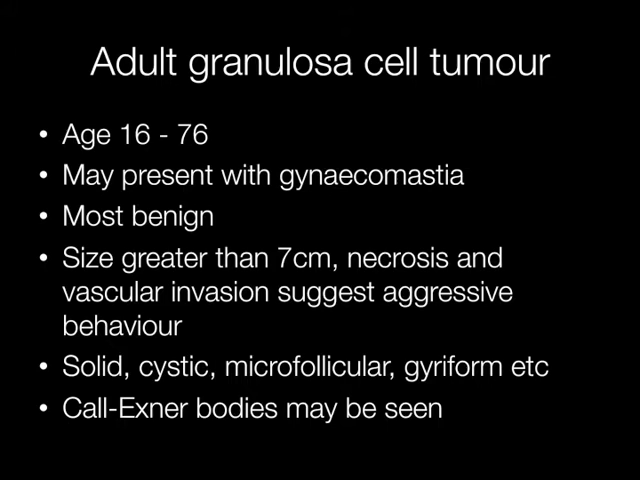 Adult granulosa cell tumour
• Age 16 - 76
• May present with gynaecomastia
• Most benign
• Size greater than 7cm, necrosis and
vascular invasion suggest aggressive
behaviour
• Solid, cystic, microfollicular, gyriform etc
• Call-Exner bodies may be seen